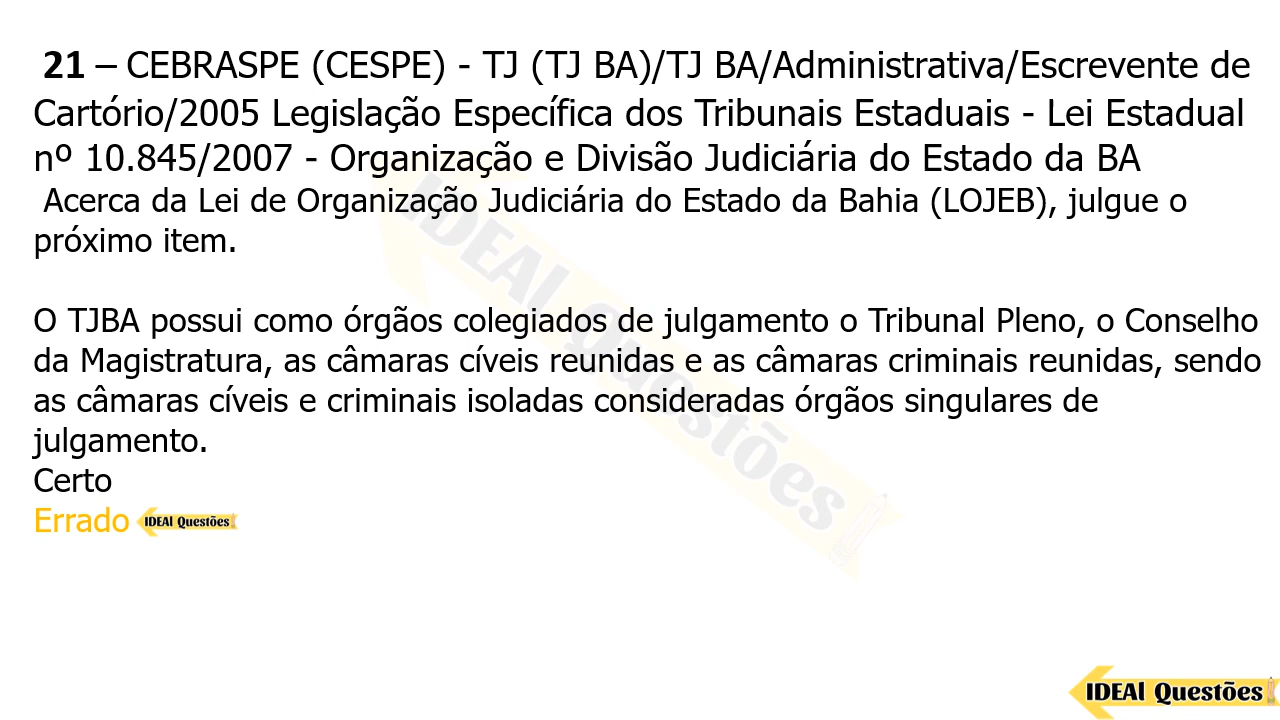 21 – CEBRASPE (CESPE) - TJ (TJ BA)/TJ BA/Administrativa/Escrevente de
Cartório/2005 Legislação Específica dos Tribunais Estaduais - Lei Estadual
nº 10.845/2007 - Organização e Divisão Judiciária do Estado da BA
Acerca da Lei de Organização Judiciária do Estado da Bahia (LOJEB), julgue o
próximo item.
O TJBA possui como órgãos colegiados de julgamento o Tribunal Pleno, o Conselho
da Magistratura, as câmaras cíveis reunidas e as câmaras criminais reunidas, sendo
as câmaras cíveis e criminais isoladas consideradas órgãos singulares de
julgamento.
Certo
Errado IDEAl Questões
IDEAl Questões
IDEAl Questões